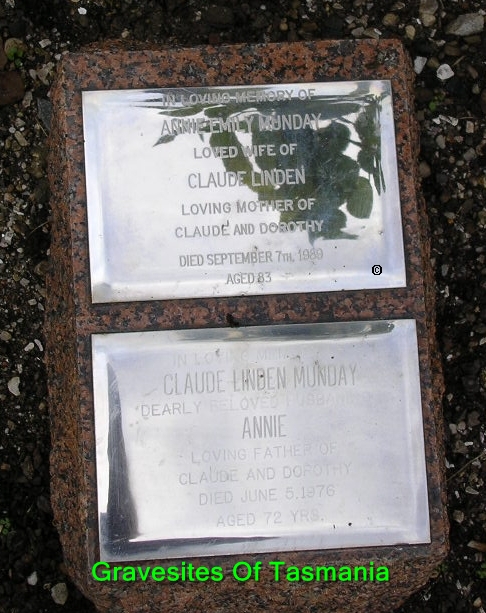 IN LOVING MEMORY OF
ANNIE EMILY MUNDAY
LOVED WIFE OF
CLAUDE LINDEN
LOVING MOTHER OF
CLAUDE AND DOROTHY
DIED SEPTEMBER 7TH, 1989
AGED 83
©
IN LOVING
CLAUDE LINDEN MUNDAY
DEARLY BELOVED HUSBAND
ANNIE
LOVING FATHER OF
CLAUDE AND DOROTHY
DIED JUNE 5.1976
AGED 72 YRS.
Gravesites Of Tasmania